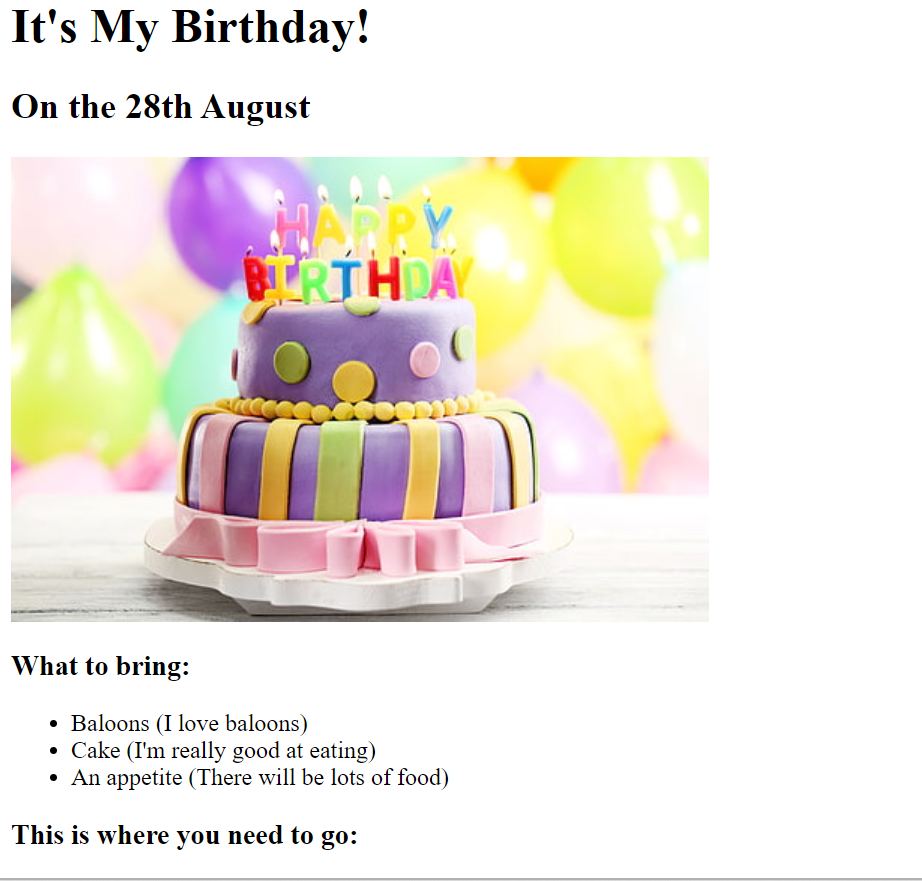 It's My Birthday!
On the 28th August
HAPPY
BIRTHDAY
What to bring:
Baloons (I love baloons)
Cake (I'm really good at eating)
An appetite (There will be lots of food)
This is where you need to go: